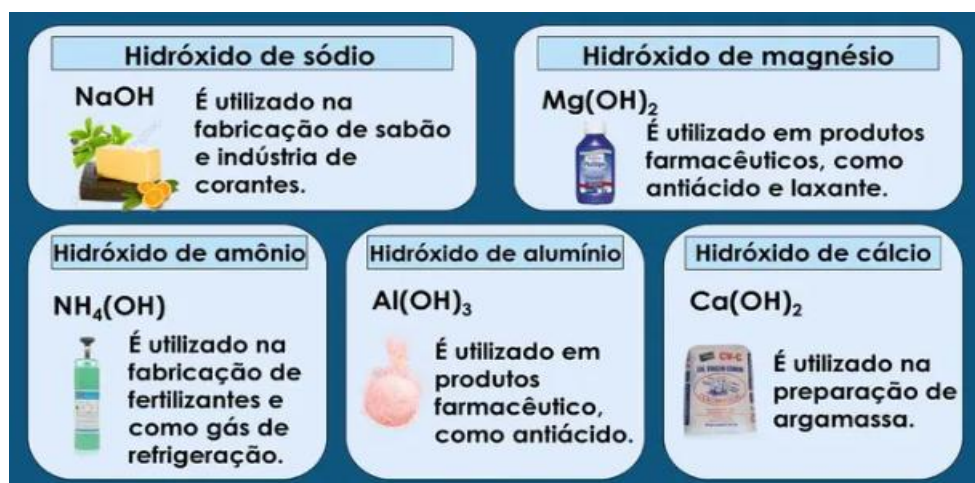 Hidróxido de sódio
NaOH
É utilizado na
fabricação de sabão
e indústria de
corantes.
Hidróxido de magnésio
Mg(OH)₂
É utilizado em produtos
farmacêuticos, como
antiácido e laxante.
Hidróxido de amônio
NH₄(OH)
É utilizado na
fabricação de
fertilizantes e
como gás de
refrigeração.
Hidróxido de alumínio
Al(OH)₃
É utilizado em
produtos
farmacêutico,
como antiácido.
Hidróxido de cálcio
Ca(OH)₂
CV-C
É utilizado na
preparação de
argamassa.